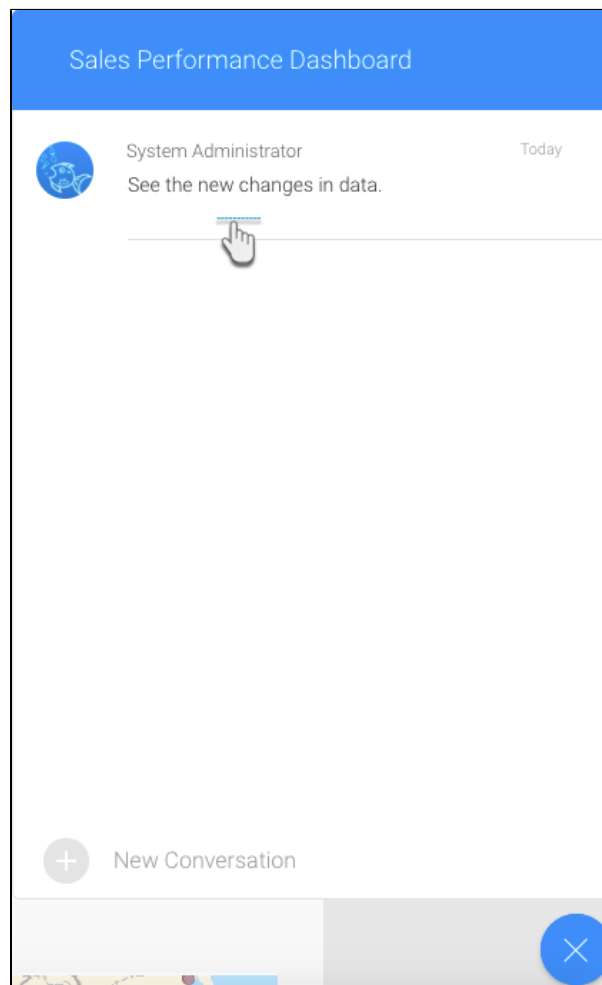 Sales Performance Dashboard
System Administrator
Today
See the new changes in data.
New Conversation